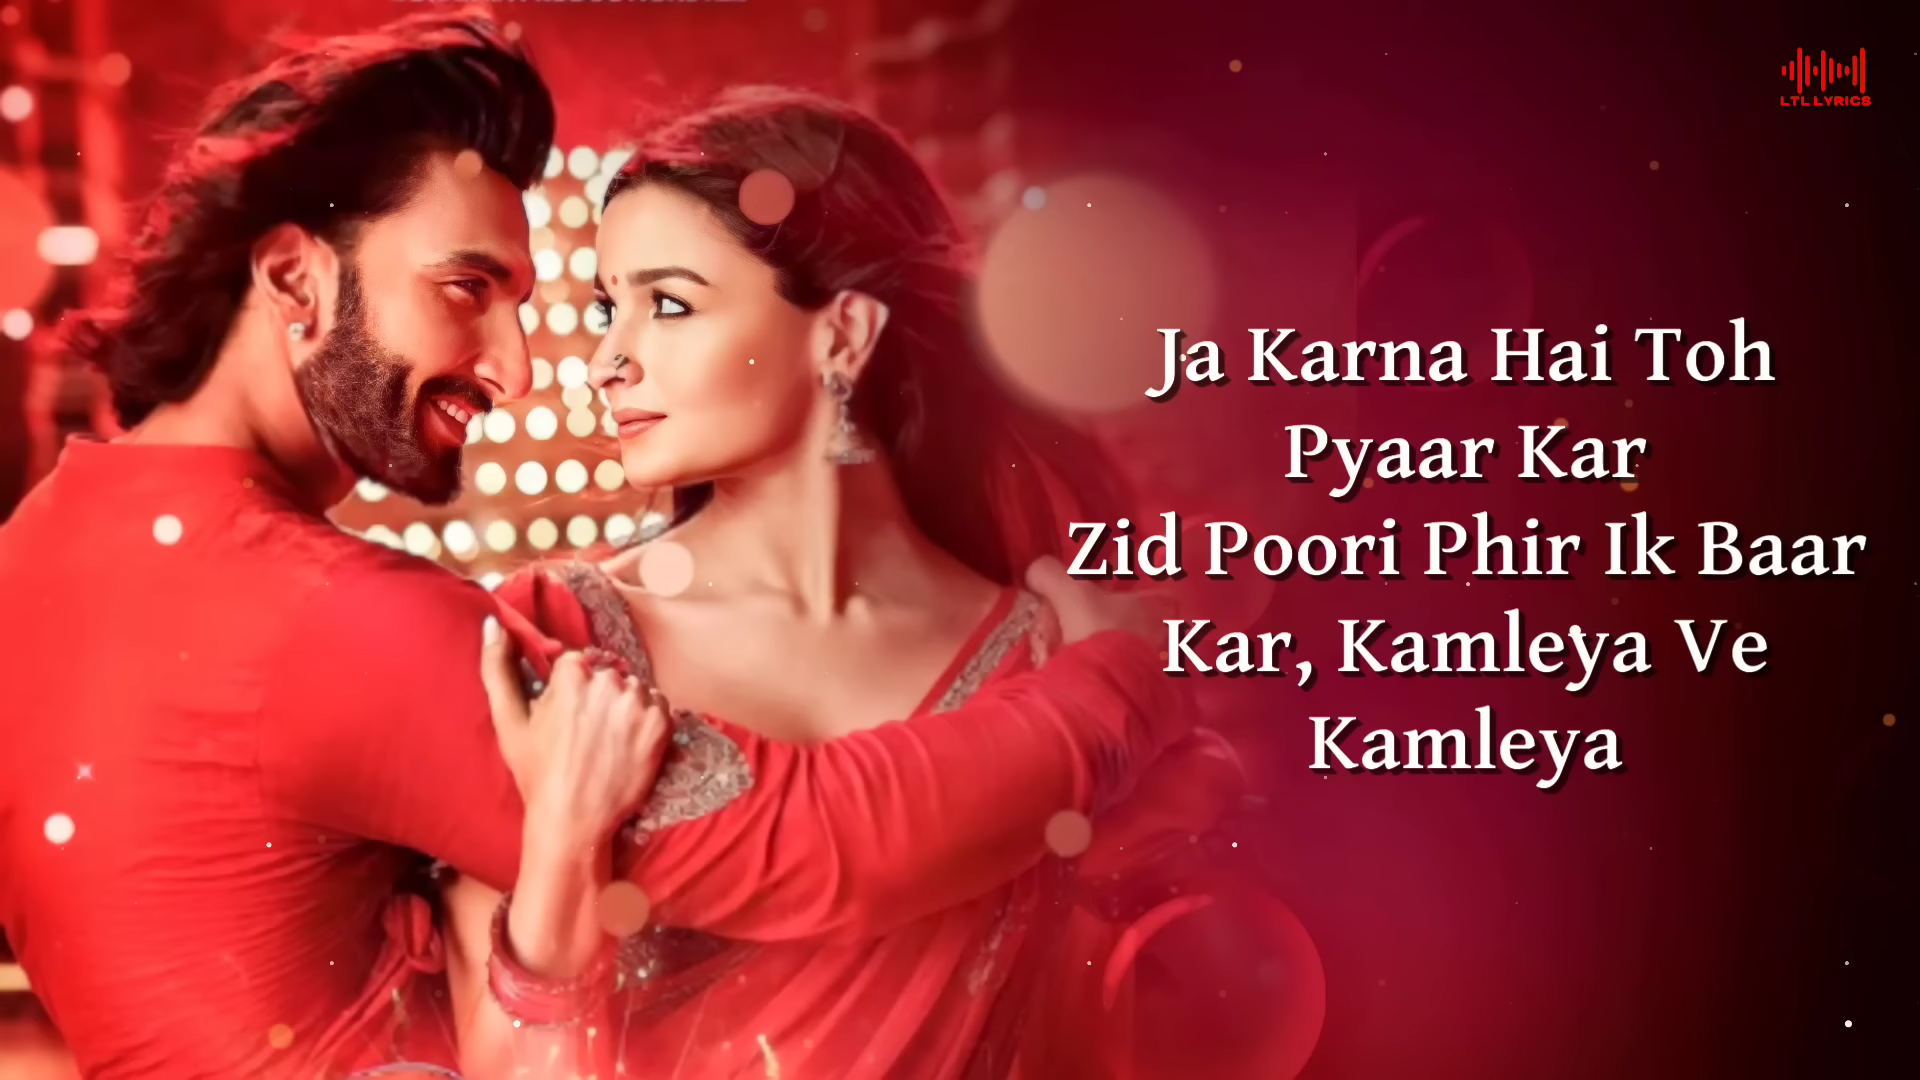 LTL LYRICS
Ja Karna Hai Toh
Pyaar Kar
Zid Poori Phir Ik Baar
Kar, Kamleya Ve
Kamleya